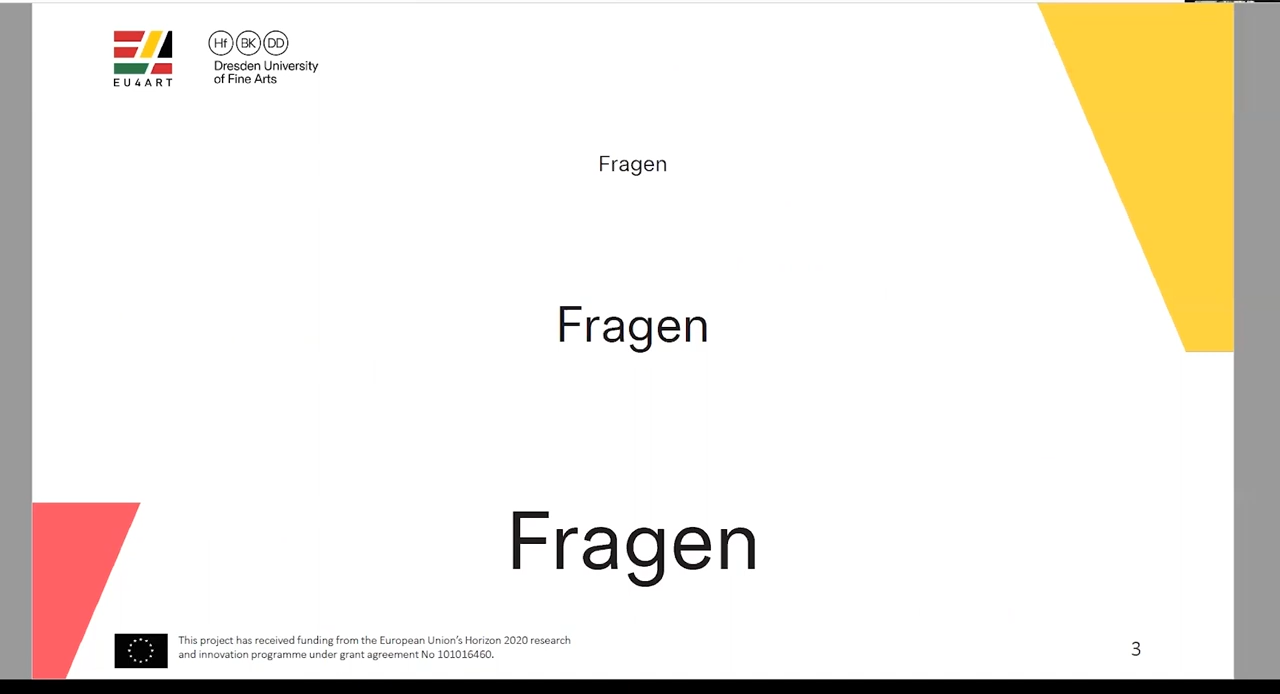 EU4ART
Hf BK DD
Dresden University
of Fine Arts
Fragen
Fragen
Fragen
This project has received funding from the European Union's Horizon 2020 research
and innovation programme under grant agreement No 101016460.
3